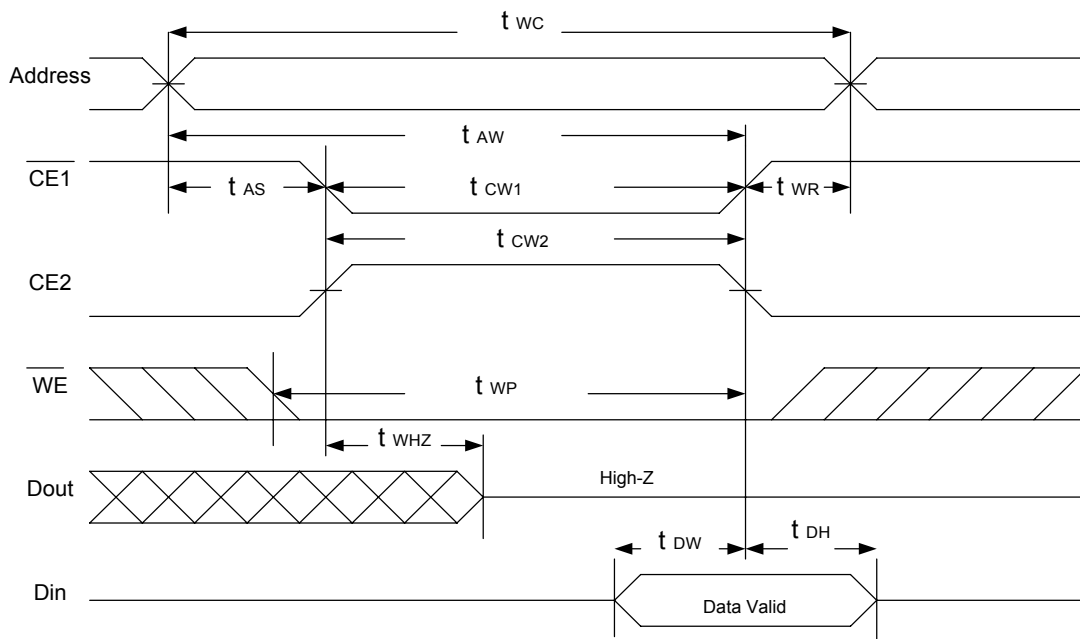 t WC
Address
t AW
CE1
t AS
t CW1
t WR
t CW2
CE2
WE
t WP
t WHZ
Dout
High-Z
t DW
t DH
Din
Data Valid